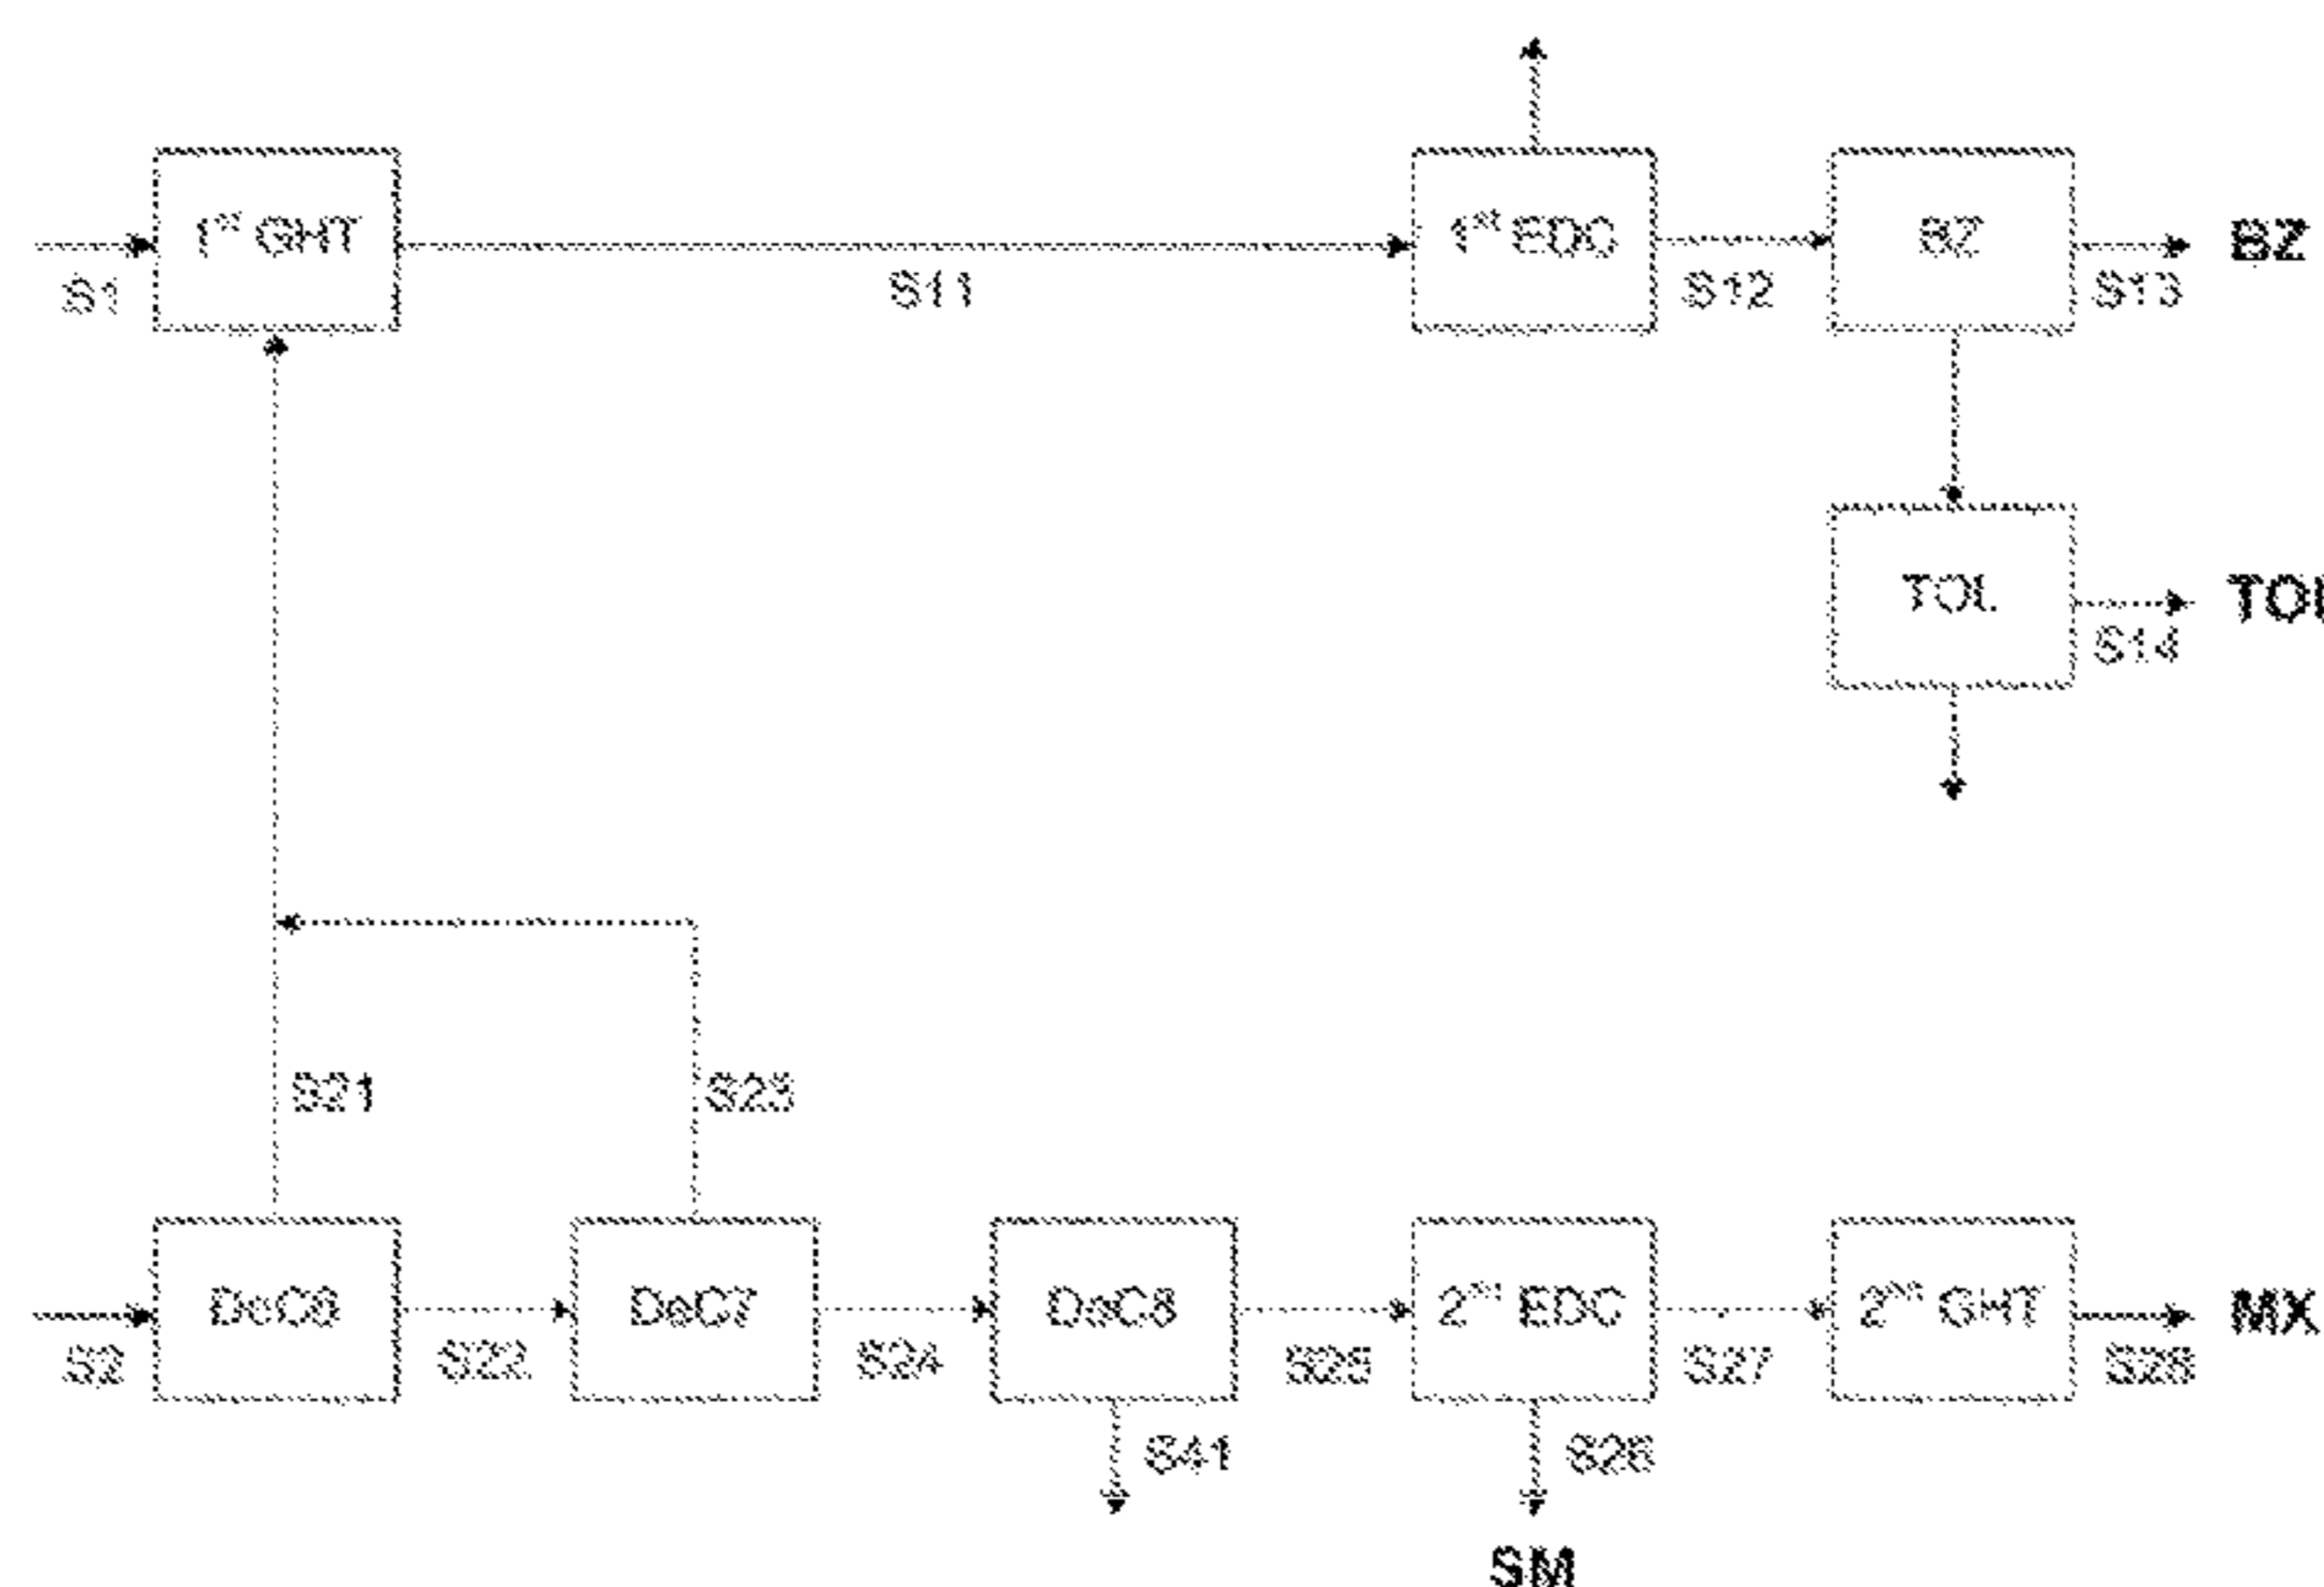 1st GHT
1st EDC
BZ
BZ
S1
S11
S12
S13
TOL
S14
S21
S23
DeC6
DeC7
DeC8
2nd EDC
2nd GHT
MX
S2
S22
S24
S25
S27
S28
S41
S26
SM